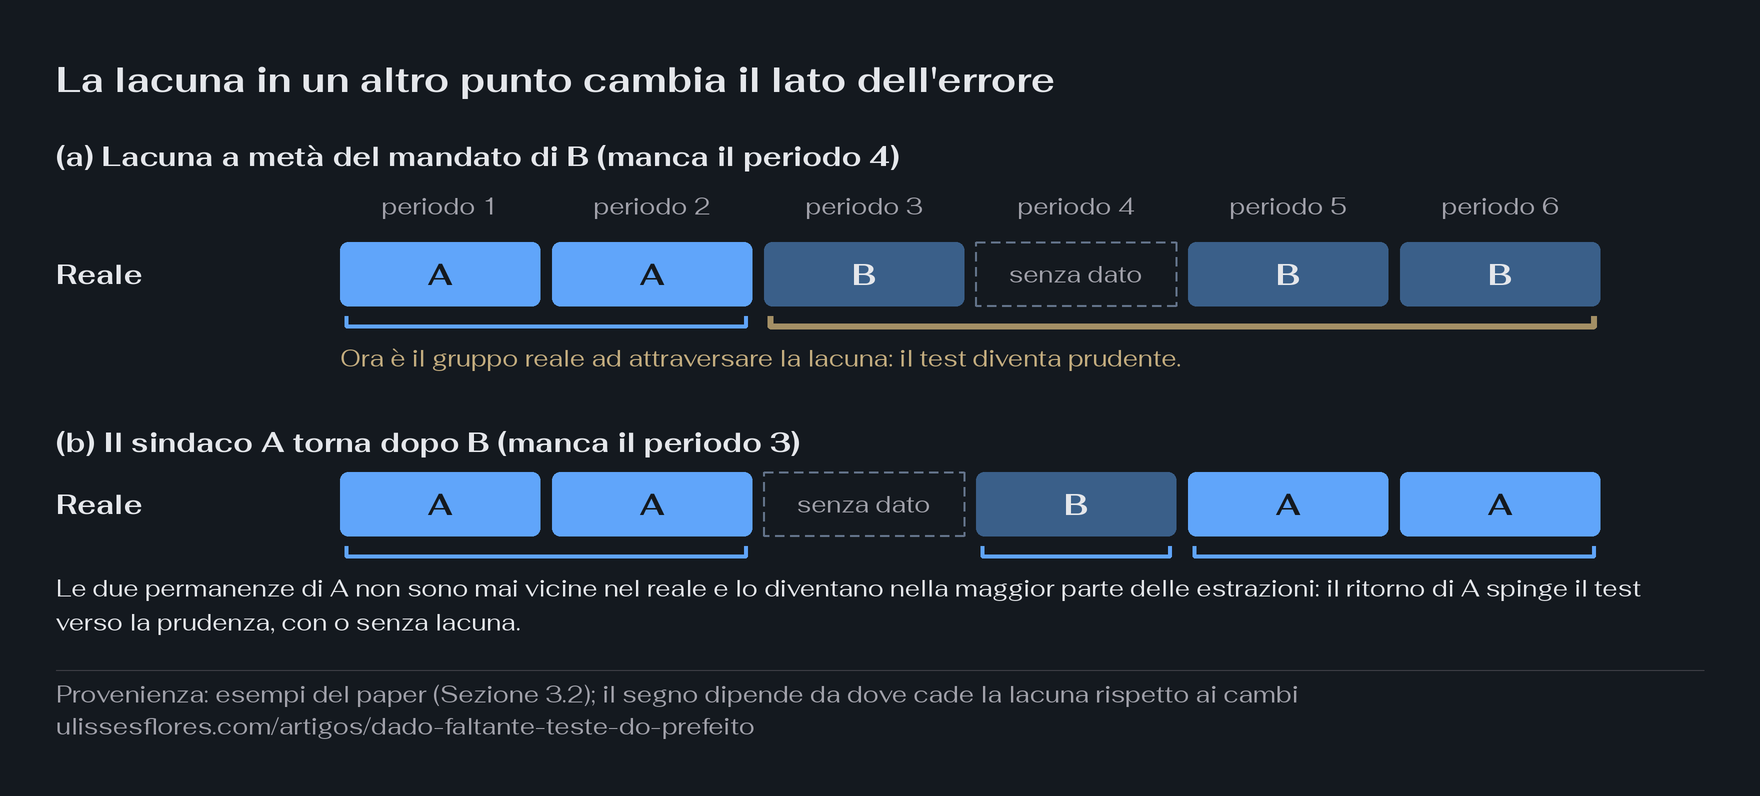 La lacuna in un altro punto cambia il lato dell'errore
(a) Lacuna a metà del mandato di B (manca il periodo 4)
periodo 1 periodo 2 periodo 3 periodo 4 periodo 5 periodo 6
Reale A A B senza dato B B
Ora è il gruppo reale ad attraversare la lacuna: il test diventa prudente.
(b) Il sindaco A torna dopo B (manca il periodo 3)
Reale A A senza dato B A A
Le due permanenze di A non sono mai vicine nel reale e lo diventano nella maggior parte delle estrazioni: il ritorno di A spinge il test
verso la prudenza, con o senza lacuna.
Provenienza: esempi del paper (Sezione 3.2); il segno dipende da dove cade la lacuna rispetto ai cambi
ulissesflores.com/artigos/dado-faltante-teste-do-prefeito